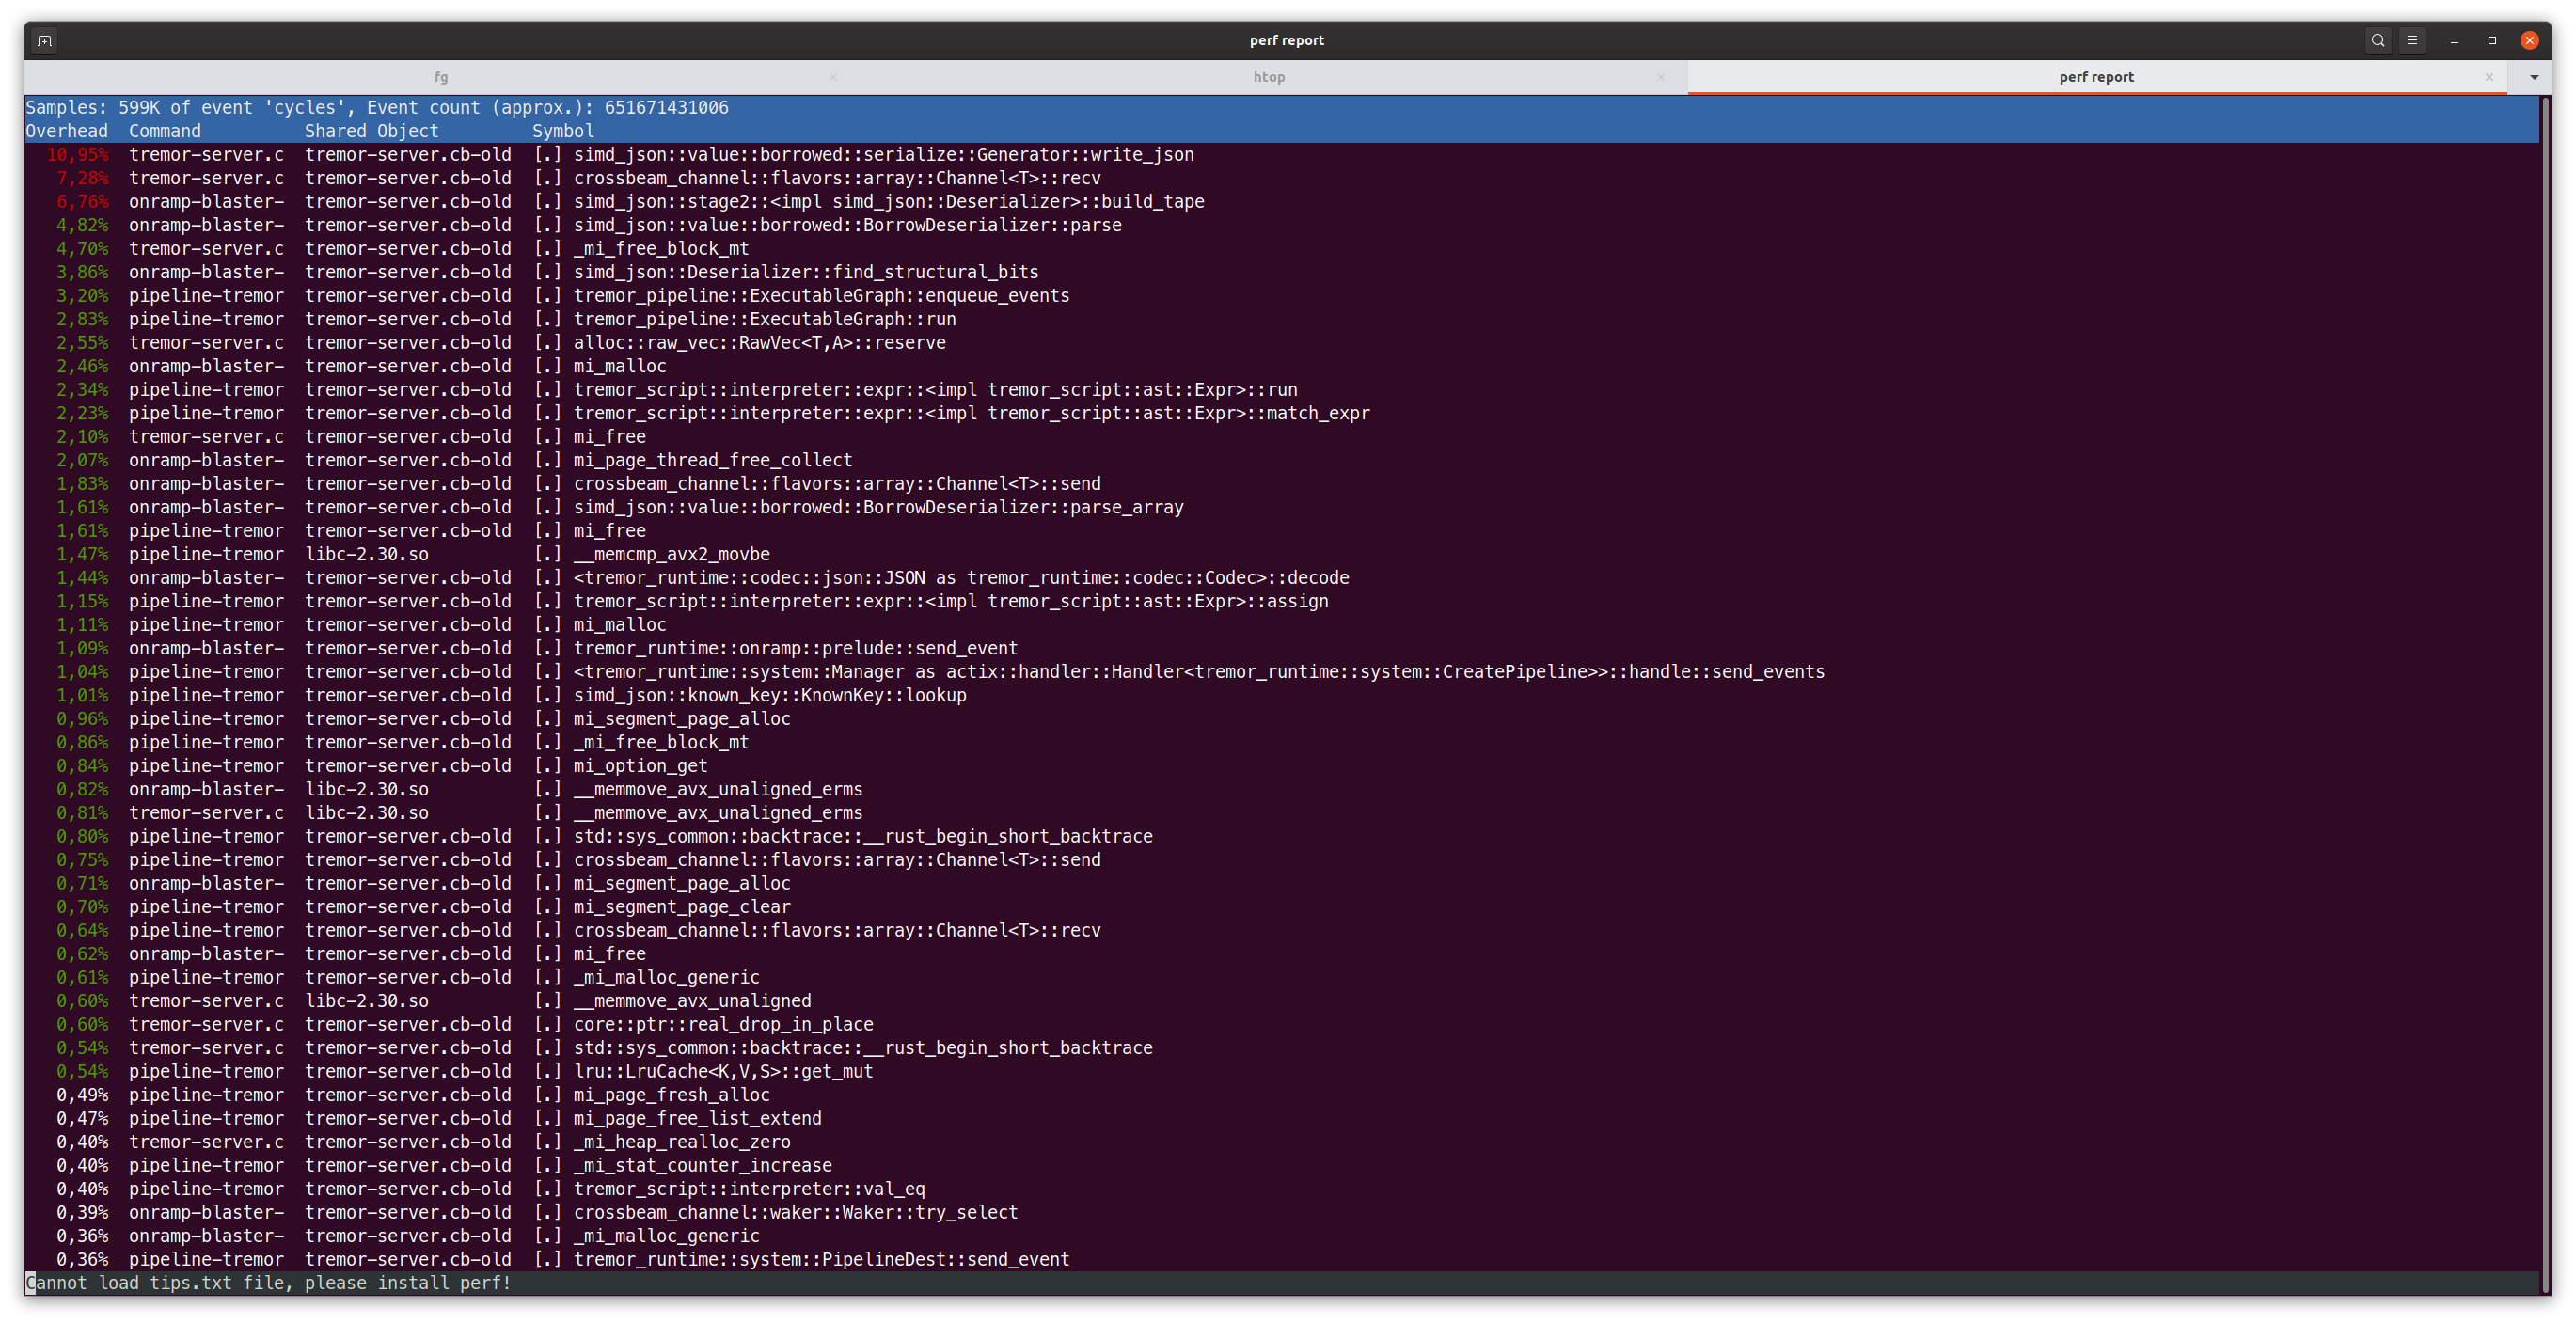 perf report
fg htop perf report
Samples: 599K of event 'cycles', Event count (approx.): 651671431006
Overhead  Command          Shared Object         Symbol
10,95%  tremor-server.c  tremor-server.cb-old  [.] simd_json::value::borrowed::serialize::Generator::write_json
7,28%  tremor-server.c  tremor-server.cb-old  [.] crossbeam_channel::flavors::array::Channel<T>::recv
6,76%  onramp-blaster-  tremor-server.cb-old  [.] simd_json::stage2::<impl simd_json::Deserializer>::build_tape
4,82%  onramp-blaster-  tremor-server.cb-old  [.] simd_json::value::borrowed::BorrowDeserializer::parse
4,70%  tremor-server.c  tremor-server.cb-old  [.] _mi_free_block_mt
3,86%  onramp-blaster-  tremor-server.cb-old  [.] simd_json::Deserializer::find_structural_bits
3,20%  pipeline-tremor  tremor-server.cb-old  [.] tremor_pipeline::ExecutableGraph::enqueue_events
2,83%  pipeline-tremor  tremor-server.cb-old  [.] tremor_pipeline::ExecutableGraph::run
2,55%  tremor-server.c  tremor-server.cb-old  [.] alloc::raw_vec::RawVec<T,A>::reserve
2,46%  onramp-blaster-  tremor-server.cb-old  [.] mi_malloc
2,34%  pipeline-tremor  tremor-server.cb-old  [.] tremor_script::interpreter::expr::<impl tremor_script::ast::Expr>::run
2,23%  pipeline-tremor  tremor-server.cb-old  [.] tremor_script::interpreter::expr::<impl tremor_script::ast::Expr>::match_expr
2,10%  tremor-server.c  tremor-server.cb-old  [.] mi_free
2,07%  onramp-blaster-  tremor-server.cb-old  [.] mi_page_thread_free_collect
1,83%  onramp-blaster-  tremor-server.cb-old  [.] crossbeam_channel::flavors::array::Channel<T>::send
1,61%  onramp-blaster-  tremor-server.cb-old  [.] simd_json::value::borrowed::BorrowDeserializer::parse_array
1,61%  pipeline-tremor  tremor-server.cb-old  [.] mi_free
1,47%  pipeline-tremor  libc-2.30.so          [.] __memcmp_avx2_movbe
1,44%  onramp-blaster-  tremor-server.cb-old  [.] <tremor_runtime::codec::json::JSON as tremor_runtime::codec::Codec>::decode
1,15%  pipeline-tremor  tremor-server.cb-old  [.] tremor_script::interpreter::expr::<impl tremor_script::ast::Expr>::assign
1,11%  pipeline-tremor  tremor-server.cb-old  [.] mi_malloc
1,09%  onramp-blaster-  tremor-server.cb-old  [.] tremor_runtime::onramp::prelude::send_event
1,04%  pipeline-tremor  tremor-server.cb-old  [.] <tremor_runtime::system::Manager as actix::handler::Handler<tremor_runtime::system::CreatePipeline>>::handle::send_events
1,01%  pipeline-tremor  tremor-server.cb-old  [.] simd_json::known_key::KnownKey::lookup
0,96%  pipeline-tremor  tremor-server.cb-old  [.] mi_segment_page_alloc
0,86%  pipeline-tremor  tremor-server.cb-old  [.] _mi_free_block_mt
0,84%  pipeline-tremor  tremor-server.cb-old  [.] mi_option_get
0,82%  onramp-blaster-  libc-2.30.so          [.] __memmove_avx_unaligned_erms
0,81%  tremor-server.c  libc-2.30.so          [.] __memmove_avx_unaligned_erms
0,80%  pipeline-tremor  tremor-server.cb-old  [.] std::sys_common::backtrace::__rust_begin_short_backtrace
0,75%  pipeline-tremor  tremor-server.cb-old  [.] crossbeam_channel::flavors::array::Channel<T>::send
0,71%  onramp-blaster-  tremor-server.cb-old  [.] mi_segment_page_alloc
0,70%  pipeline-tremor  tremor-server.cb-old  [.] mi_segment_page_clear
0,64%  pipeline-tremor  tremor-server.cb-old  [.] crossbeam_channel::flavors::array::Channel<T>::recv
0,62%  onramp-blaster-  tremor-server.cb-old  [.] mi_free
0,61%  pipeline-tremor  tremor-server.cb-old  [.] _mi_malloc_generic
0,60%  tremor-server.c  libc-2.30.so          [.] __memmove_avx_unaligned
0,60%  tremor-server.c  tremor-server.cb-old  [.] core::ptr::real_drop_in_place
0,54%  tremor-server.c  tremor-server.cb-old  [.] std::sys_common::backtrace::__rust_begin_short_backtrace
0,54%  pipeline-tremor  tremor-server.cb-old  [.] lru::LruCache<K,V,S>::get_mut
0,49%  pipeline-tremor  tremor-server.cb-old  [.] mi_page_fresh_alloc
0,47%  pipeline-tremor  tremor-server.cb-old  [.] mi_page_free_list_extend
0,40%  tremor-server.c  tremor-server.cb-old  [.] _mi_heap_realloc_zero
0,40%  pipeline-tremor  tremor-server.cb-old  [.] _mi_stat_counter_increase
0,40%  pipeline-tremor  tremor-server.cb-old  [.] tremor_script::interpreter::val_eq
0,39%  onramp-blaster-  tremor-server.cb-old  [.] crossbeam_channel::waker::Waker::try_select
0,36%  onramp-blaster-  tremor-server.cb-old  [.] _mi_malloc_generic
0,36%  pipeline-tremor  tremor-server.cb-old  [.] tremor_runtime::system::PipelineDest::send_event
Cannot load tips.txt file, please install perf!